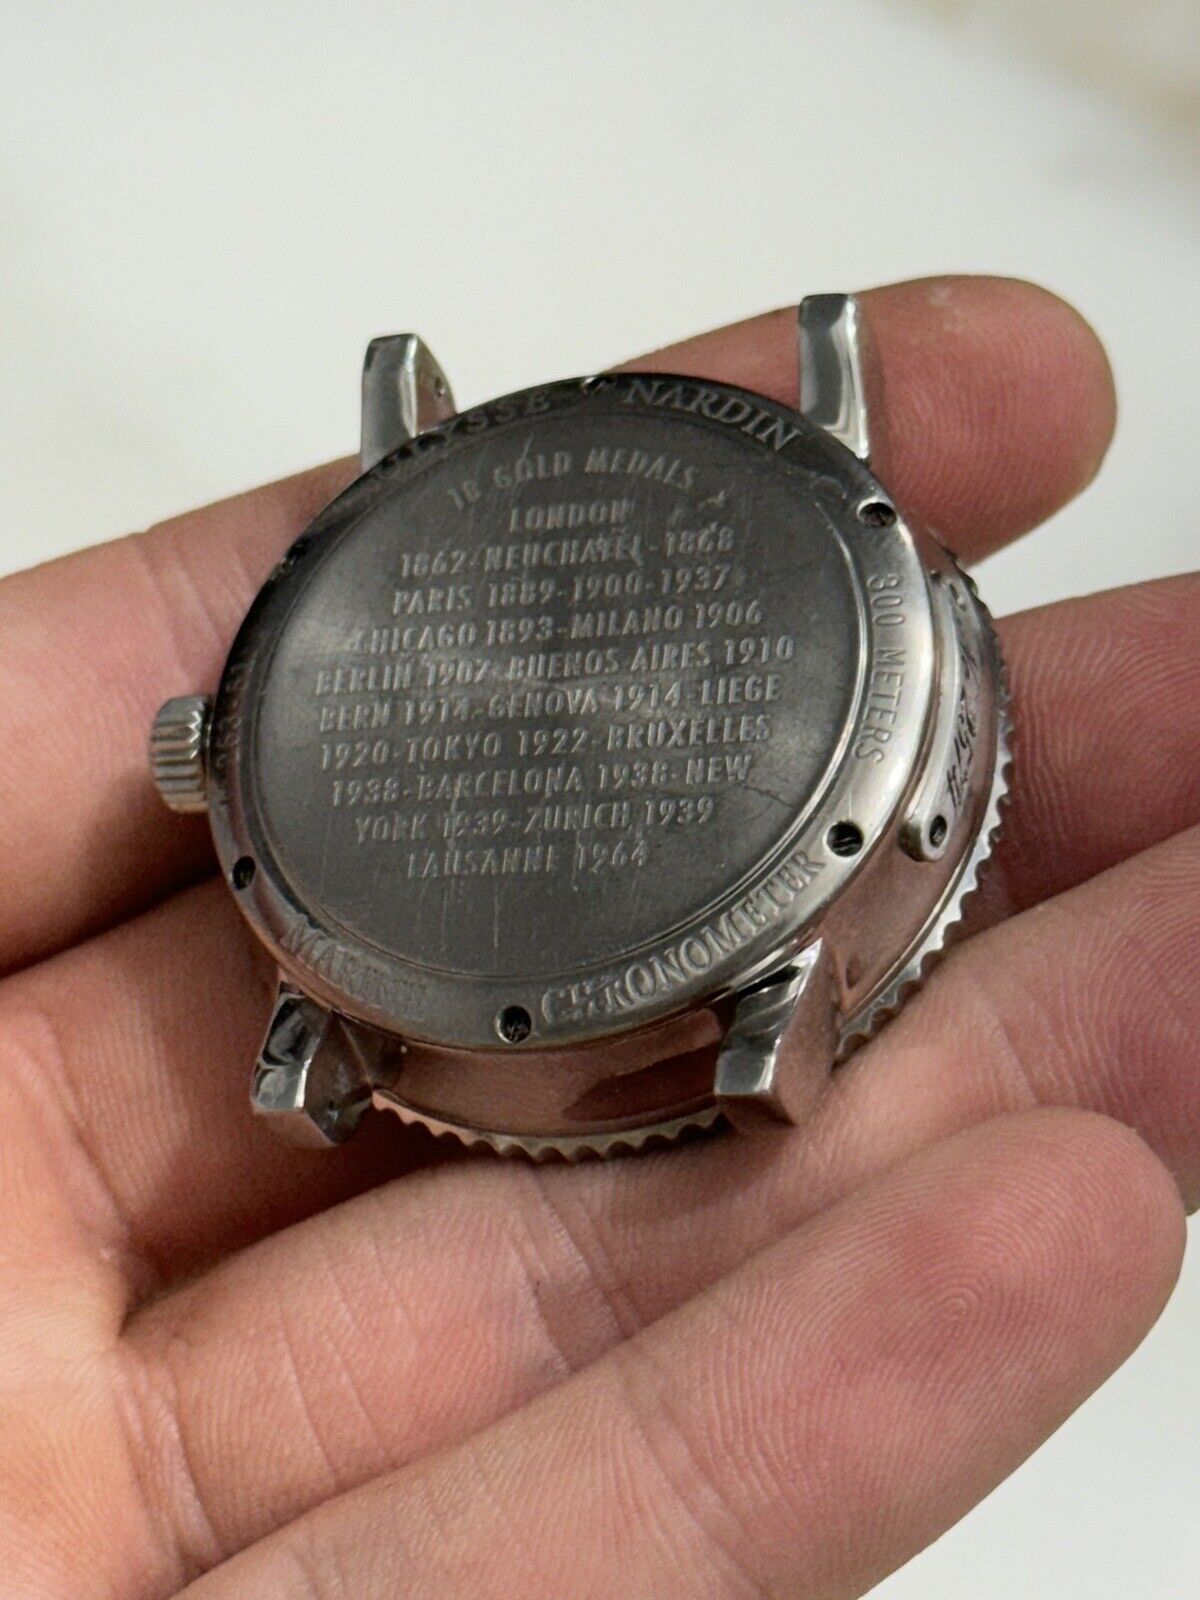 ULYSSE NARDIN
18 GOLD MEDALS
LONDON
1862-NEUCHATEL-1868
PARIS 1889-1900-1937
CHICAGO 1893-MILANO 1906
BERLIN 1907-BUENOS AIRES 1910
BERN 1914-GENOVA 1914-LIEGE
1920-TOKYO 1922-BRUXELLES
1938-BARCELONA 1938-NEW
YORK 1939-ZURICH 1939
LAUSANNE 1964
300 METERS
MARINE CHRONOMETER